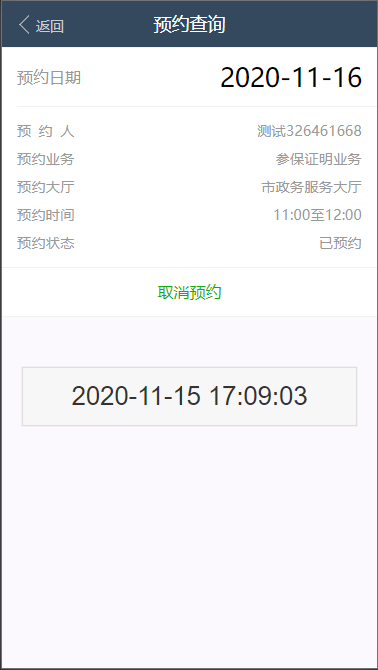 返回 预约查询
预约日期 2020-11-16
预 约 人 测试326461668
预约业务 参保证明业务
预约大厅 市政务服务大厅
预约时间 11:00至12:00
预约状态 已预约
取消预约
2020-11-15 17:09:03